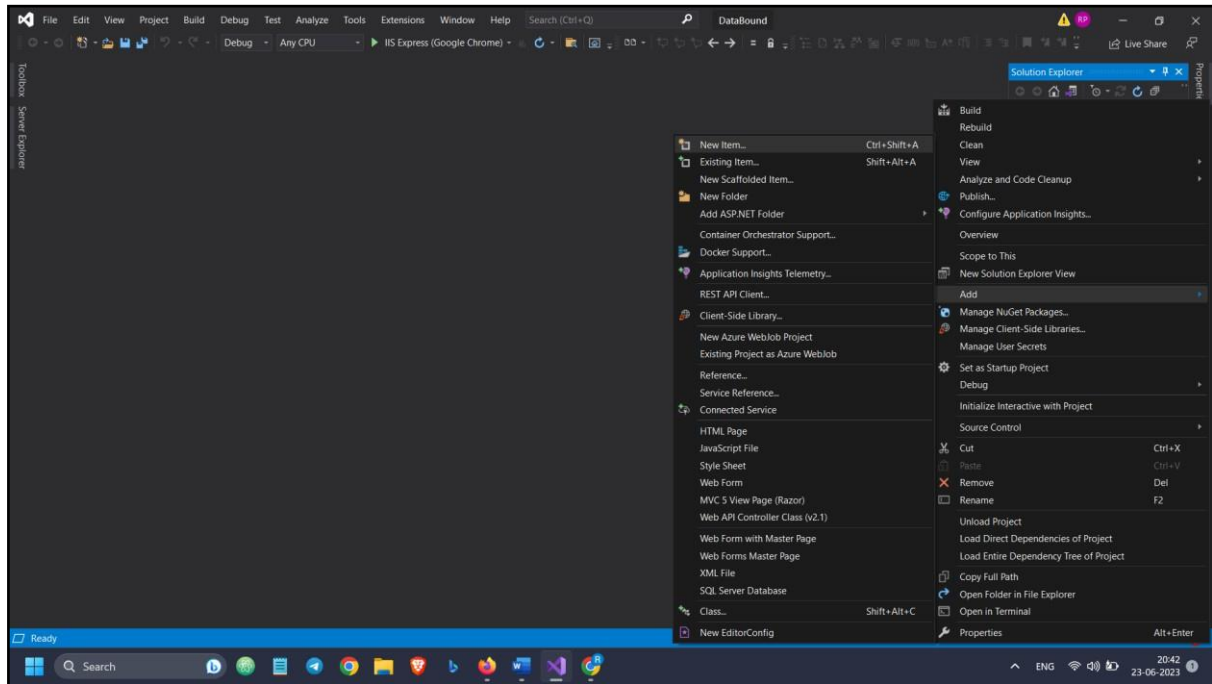 File Edit View Project Build Debug Test Analyze Tools Extensions Window Help Search (Ctrl+Q) DataBound RP
Debug Any CPU IIS Express (Google Chrome) Live Share
Toolbox
Server Explorer
Solution Explorer
Build
Rebuild
Clean
View
Analyze and Code Cleanup
Publish...
Configure Application Insights...
Overview
Scope to This
New Solution Explorer View
Add
Manage NuGet Packages...
Manage Client-Side Libraries...
Manage User Secrets
Set as Startup Project
Debug
Initialize Interactive with Project
Source Control
Cut Ctrl+X
Paste Ctrl+V
Remove Del
Rename F2
Unload Project
Load Direct Dependencies of Project
Load Entire Dependency Tree of Project
Copy Full Path
Open Folder in File Explorer
Open in Terminal
Properties Alt+Enter
New Item... Ctrl+Shift+A
Existing Item... Shift+Alt+A
New Scaffolded Item...
New Folder
Add ASP.NET Folder
Container Orchestrator Support...
Docker Support...
Application Insights Telemetry...
REST API Client...
Client-Side Library...
New Azure WebJob Project
Existing Project as Azure WebJob
Reference...
Service Reference...
Connected Service
HTML Page
JavaScript File
Style Sheet
Web Form
MVC 5 View Page (Razor)
Web API Controller Class (v2.1)
Web Form with Master Page
Web Forms Master Page
XML File
SQL Server Database
Class... Shift+Alt+C
New EditorConfig
Ready
Search ENG 20:42
23-06-2023